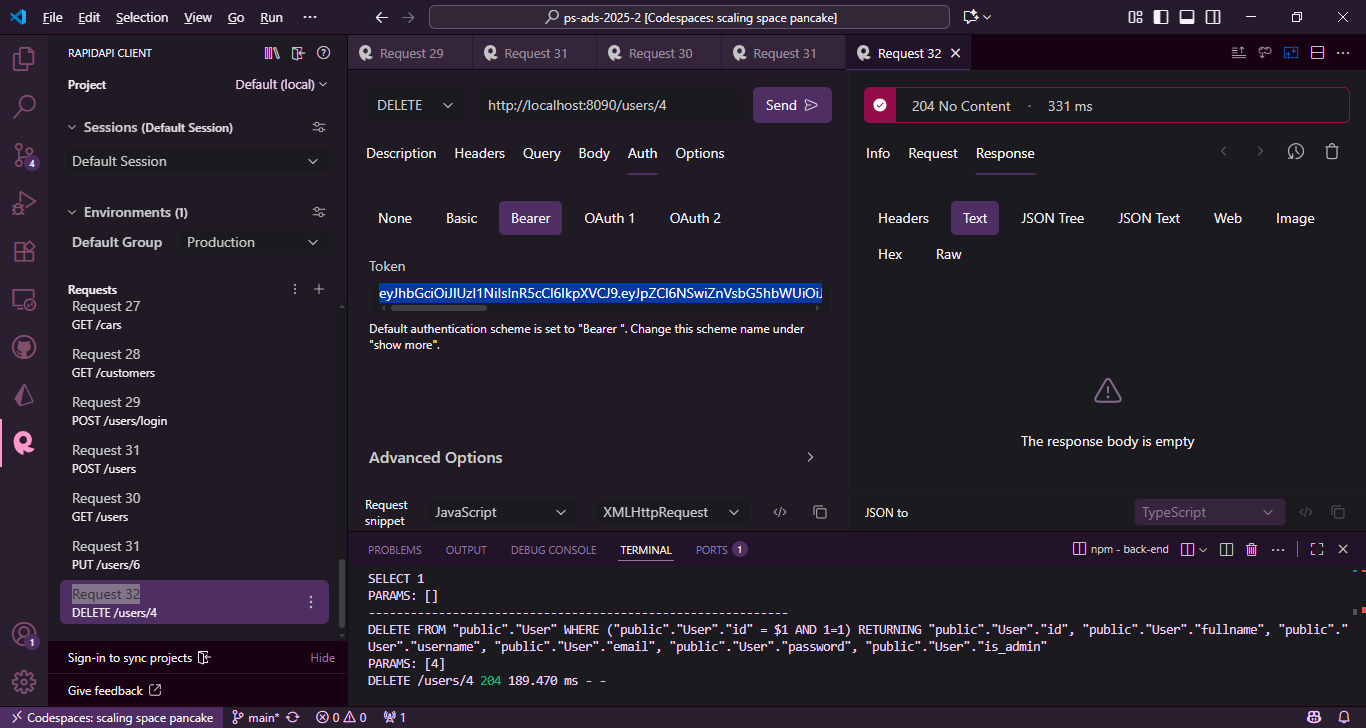 File Edit Selection View Go Run ···
ps-ads-2025-2 [Codespaces: scaling space pancake]
RAPIDAPI CLIENT
Project Default (local)
Sessions (Default Session)
Default Session
Environments (1)
Default Group Production
Requests
Request 27
GET /cars
Request 28
GET /customers
Request 29
POST /users/login
Request 31
POST /users
Request 30
GET /users
Request 31
PUT /users/6
Request 32
DELETE /users/4
Sign-in to sync projects
Hide
Give feedback
4
1
Request 29 Request 31 Request 30 Request 31 Request 32
DELETE http://localhost:8090/users/4 Send
Description Headers Query Body Auth Options
None Basic Bearer OAuth 1 OAuth 2
Token
eyJhbGciOiJIUzI1NiIsInR5cCI6IkpXVCJ9.eyJpZCI6NSwiZnVsbG5hbWUiOiJ
Default authentication scheme is set to "Bearer ". Change this scheme name under
"show more".
Advanced Options
Request
snippet
JavaScript XMLHttpRequest </>
204 No Content · 331 ms
Info Request Response
Headers Text JSON Tree JSON Text Web Image
Hex Raw
The response body is empty
JSON to TypeScript </>
PROBLEMS OUTPUT DEBUG CONSOLE TERMINAL PORTS 1 npm - back-end
SELECT 1
PARAMS: []
------------------------------------------------------------
DELETE FROM "public"."User" WHERE ("public"."User"."id" = $1 AND 1=1) RETURNING "public"."User"."id", "public"."User"."fullname", "public"."
User"."username", "public"."User"."email", "public"."User"."password", "public"."User"."is_admin"
PARAMS: [4]
DELETE /users/4 204 189.470 ms - -
Codespaces: scaling space pancake main* 0 0 1